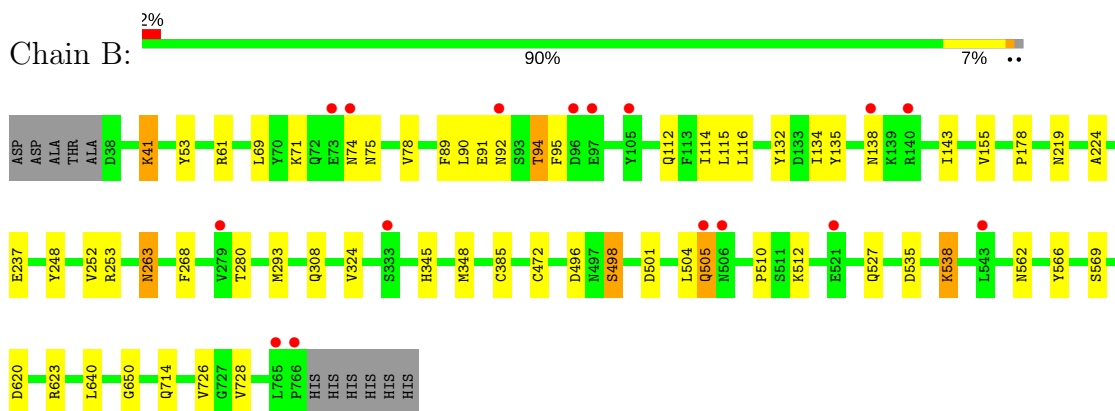 2%
Chain B:
90% 7% ••
ASP ASP ALA THR ALA D38 K41 Y53 R61 L69 Y70 K71 Q72 E73 N74 N75 V78 F89 L90 E91 N92 S93 T94 F95 D96 E97 Y105 Q112 F113 I114 L115 L116 Y132 D133 I134 Y135 N138 K139 R140 I143 V155 P178 N219 A224
E237 Y248 V252 R253 N263 F268 V279 T280 M293 Q308 V324 S333 H345 M348 C385 C472 D496 N497 S498 D501 L504 Q505 N506 P510 S511 K512 E521 Q527 D535 K538 L543 N562 Y566 S569
D620 R623 L640 G650 Q714 V726 G727 V728 L765 P766 HIS HIS HIS HIS HIS HIS